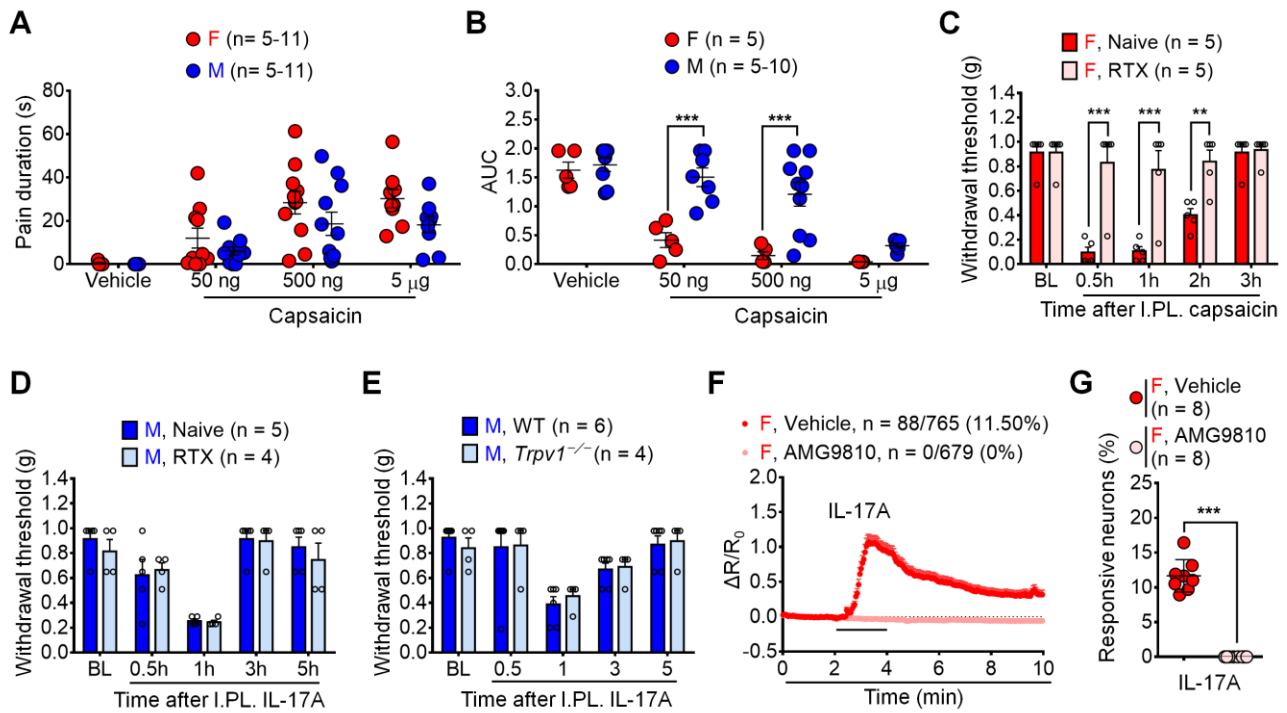 A
F (n= 5-11)
M (n= 5-11)
Pain duration (s)
80
60
40
20
0
Vehicle
50 ng
500 ng
5 μg
Capsaicin
B
F (n = 5)
M (n = 5-10)
AUC
3.0
2.5
2.0
1.5
1.0
0.5
0.0
***
***
Vehicle
50 ng
500 ng
5 μg
Capsaicin
C
F, Naive (n = 5)
F, RTX (n = 5)
Withdrawal threshold (g)
1.4
1.2
1.0
0.8
0.6
0.4
0.2
0.0
***
***
**
BL
0.5h
1h
2h
3h
Time after I.PL. capsaicin
D
M, Naive (n = 5)
M, RTX (n = 4)
Withdrawal threshold (g)
1.4
1.2
1.0
0.8
0.6
0.4
0.2
0.0
BL
0.5h
1h
3h
5h
Time after I.PL. IL-17A
E
M, WT (n = 6)
M, Trpv1⁻/⁻ (n = 4)
Withdrawal threshold (g)
1.4
1.2
1.0
0.8
0.6
0.4
0.2
0.0
BL
0.5
1
3
5
Time after I.PL. IL-17A
F
F, Vehicle, n = 88/765 (11.50%)
F, AMG9810, n = 0/679 (0%)
IL-17A
ΔR/R₀
1.5
1.0
0.5
0.0
-0.5
0
2
4
6
8
10
Time (min)
G
F, Vehicle
(n = 8)
F, AMG9810
(n = 8)
Responsive neurons (%)
25
20
15
10
5
0
***
IL-17A